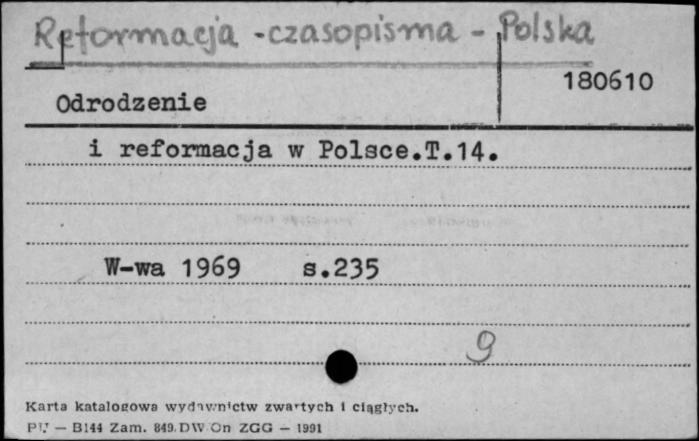 Reformacja - czasopisma - Polska
180610
Odrodzenie
i reformacja w Polsce.T.14.
W-wa 1969 s.235
9
Karta katalogowa wydawnictw zwartych i ciągłych.
PU — B144 Zam. 849. DW On ZGG — 1991